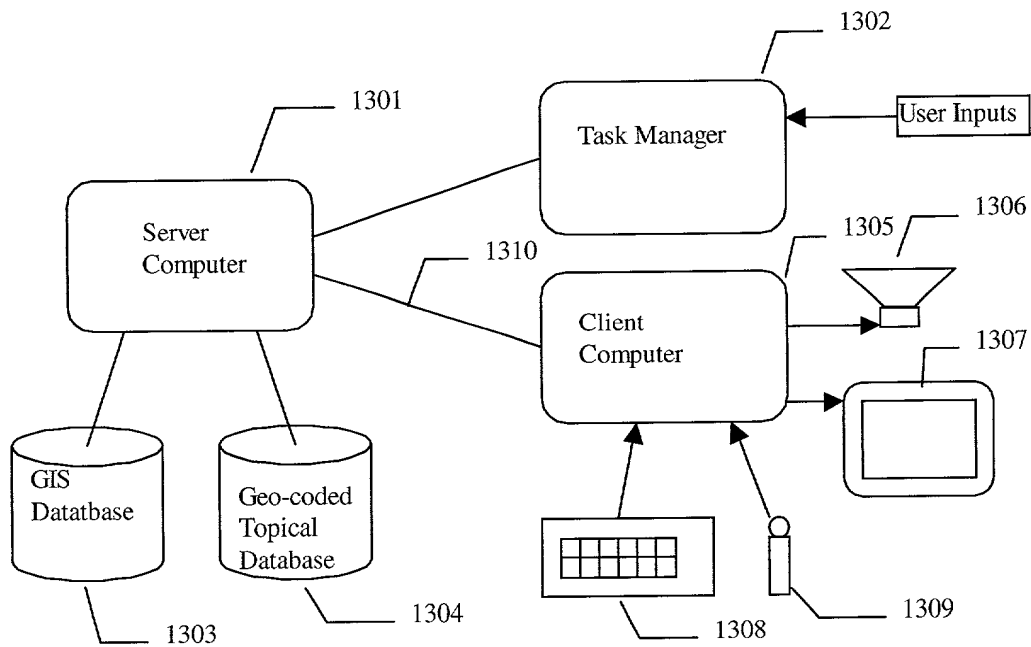 1302
1301
User Inputs
Task Manager
1306
1305
Server
Computer
1310
Client
Computer
1307
GIS
Datatbase
Geo-coded
Topical
Database
1309
1308
1304
1303